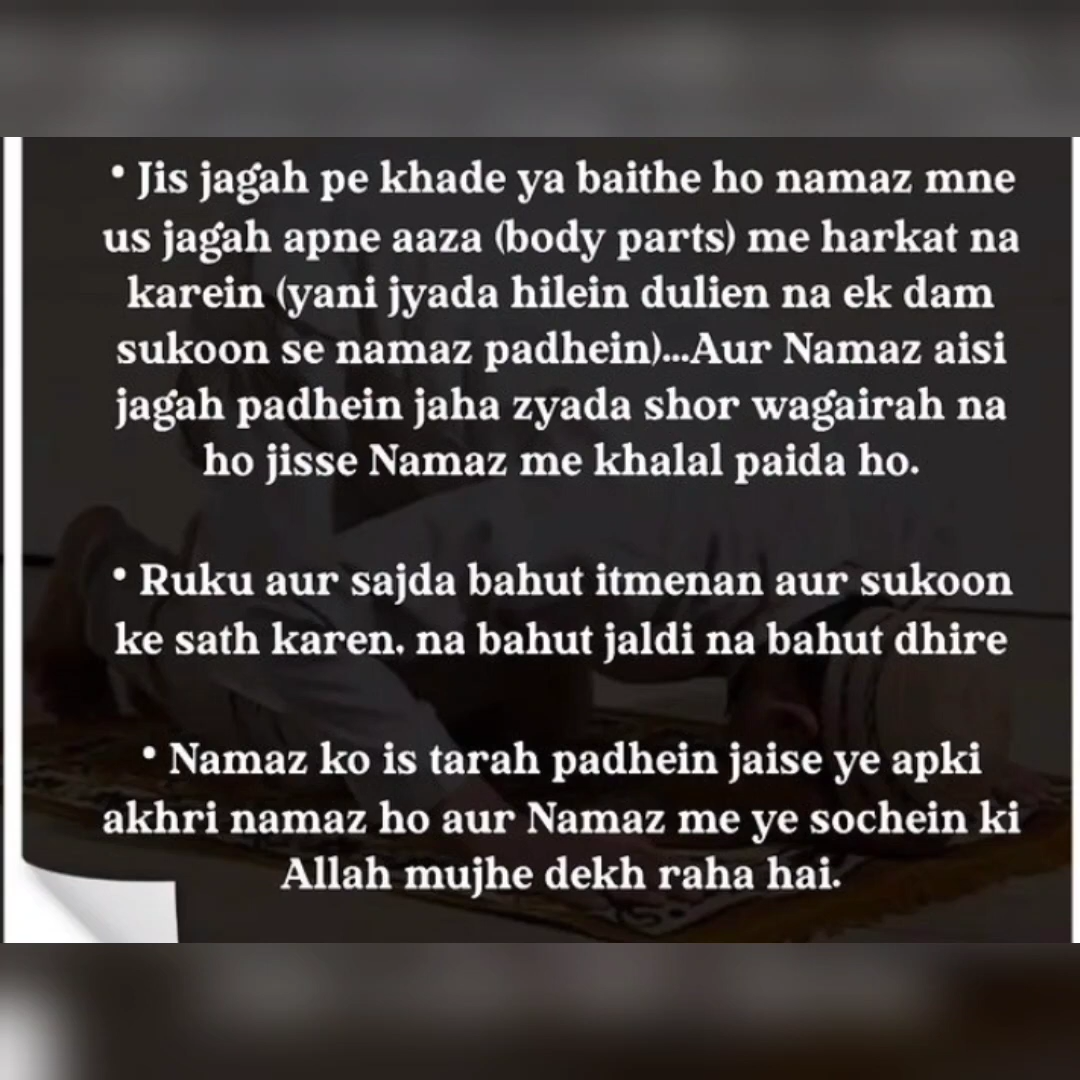 • Jis jagah pe khade ya baithe ho namaz mne
us jagah apne aaza (body parts) me harkat na
karein (yani jyada hilein dulien na ek dam
sukoon se namaz padhein)...Aur Namaz aisi
jagah padhein jaha zyada shor wagairah na
ho jisse Namaz me khalal paida ho.
• Ruku aur sajda bahut itmenan aur sukoon
ke sath karen. na bahut jaldi na bahut dhire
• Namaz ko is tarah padhein jaise ye apki
akhri namaz ho aur Namaz me ye sochein ki
Allah mujhe dekh raha hai.